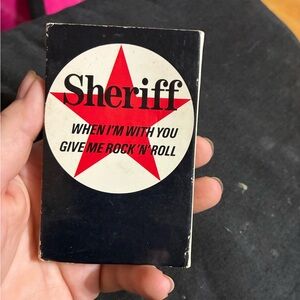 Sheriff
WHEN I'M WITH YOU
GIVE ME ROCK 'N' ROLL